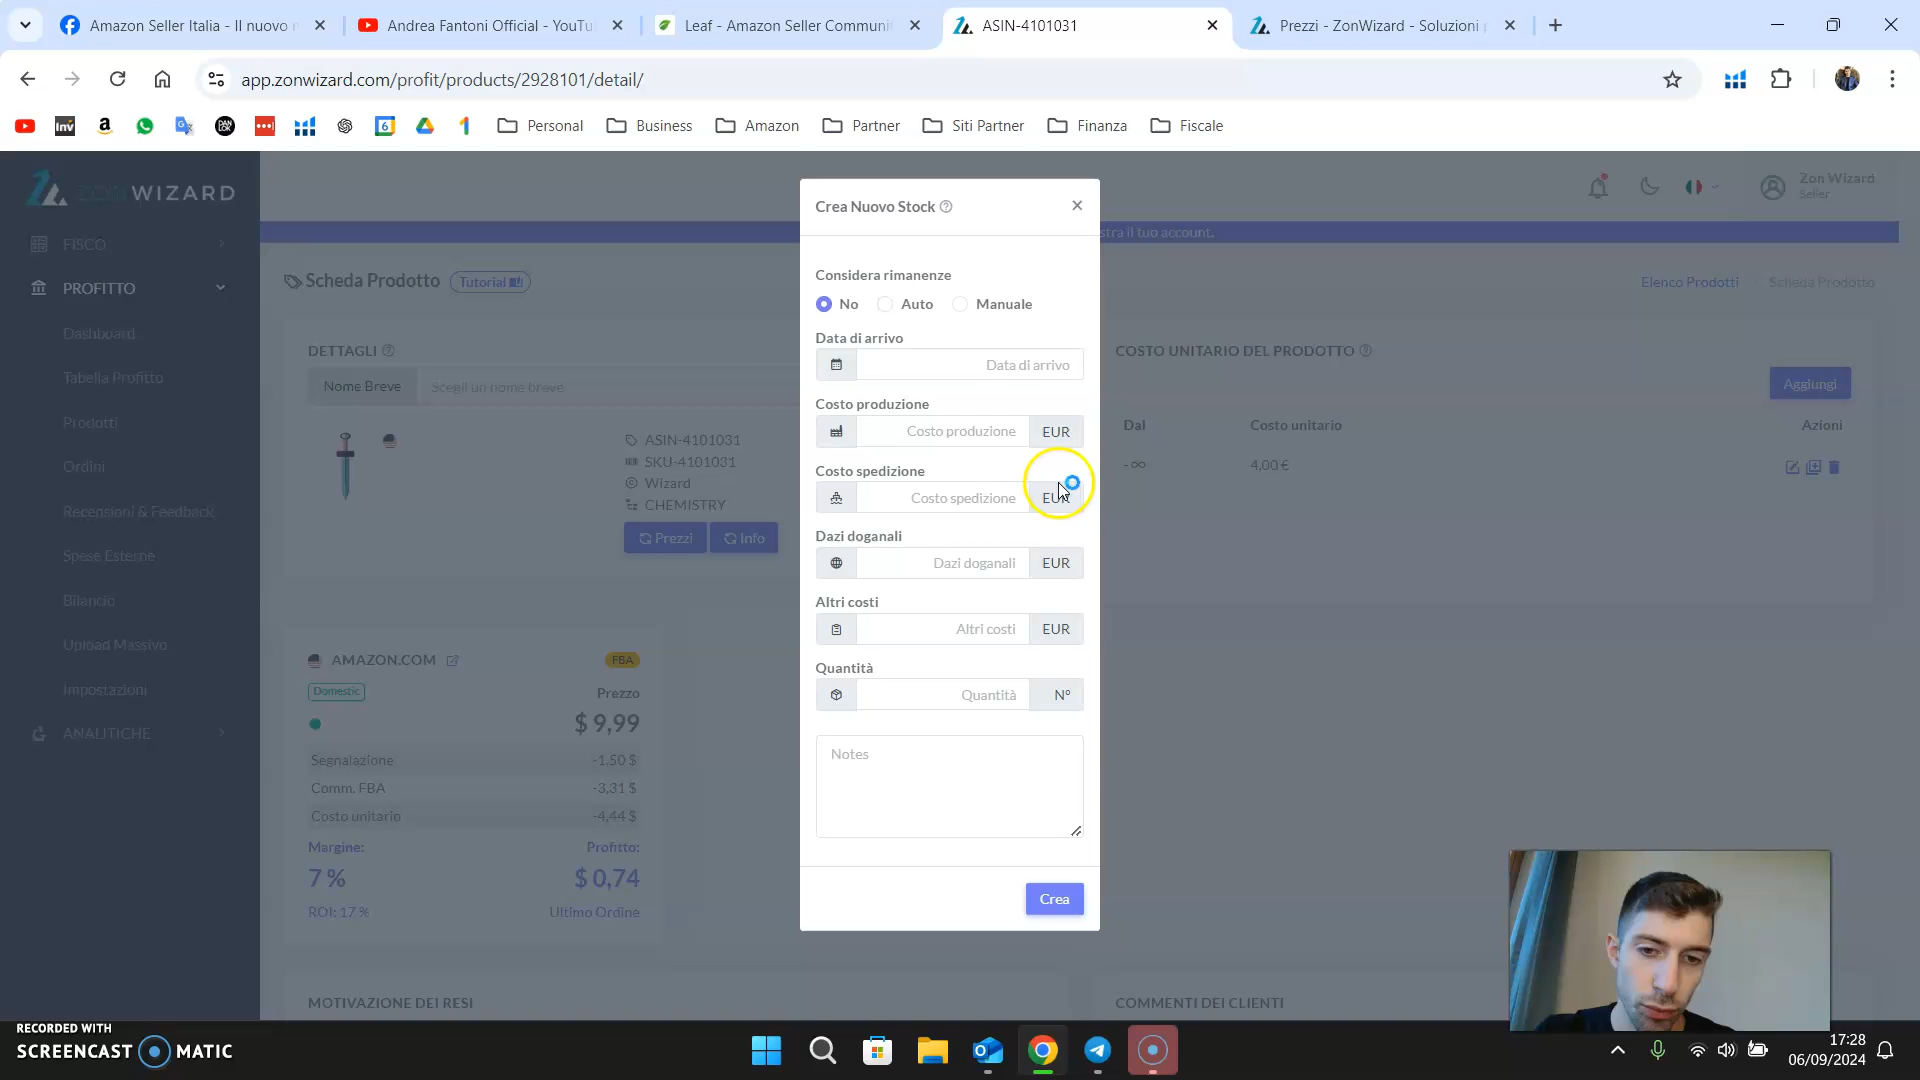 Amazon Seller Italia - Il nuovo
Andrea Fantoni Official - YouTu
Leaf - Amazon Seller Communit
ASIN-4101031
Prezzi - ZonWizard - Soluzioni
app.zonwizard.com/profit/products/2928101/detail/
Personal
Business
Amazon
Partner
Siti Partner
Finanza
Fiscale
ZONWIZARD
Zon Wizard
Seller
stra il tuo account.
FISCO
PROFITTO
Dashboard
Tabella Profitto
Prodotti
Ordini
Recensioni & Feedback
Spese Esterne
Bilancio
Upload Massivo
Impostazioni
ANALITICHE
Scheda Prodotto
Tutorial
Elenco Prodotti
Scheda Prodotto
DETTAGLI
Nome Breve
Scegli un nome breve
ASIN-4101031
SKU-4101031
Wizard
CHEMISTRY
Prezzi
Info
AMAZON.COM
FBA
Domestic
Prezzo
$ 9,99
Segnalazione
-1,50 $
Comm. FBA
-3,31 $
Costo unitario
-4,44 $
Margine:
Profitto:
7 %
$ 0,74
ROI: 17 %
Ultimo Ordine
MOTIVAZIONE DEI RESI
Crea Nuovo Stock
Considera rimanenze
No
Auto
Manuale
Data di arrivo
Data di arrivo
Costo produzione
Costo produzione
EUR
Costo spedizione
Costo spedizione
EUR
Dazi doganali
Dazi doganali
EUR
Altri costi
Altri costi
EUR
Quantità
Quantità
N°
Notes
Crea
COSTO UNITARIO DEL PRODOTTO
Aggiungi
Dal
Costo unitario
Azioni
- ∞
4,00 €
COMMENTI DEI CLIENTI
RECORDED WITH
SCREENCAST MATIC
17:28
06/09/2024